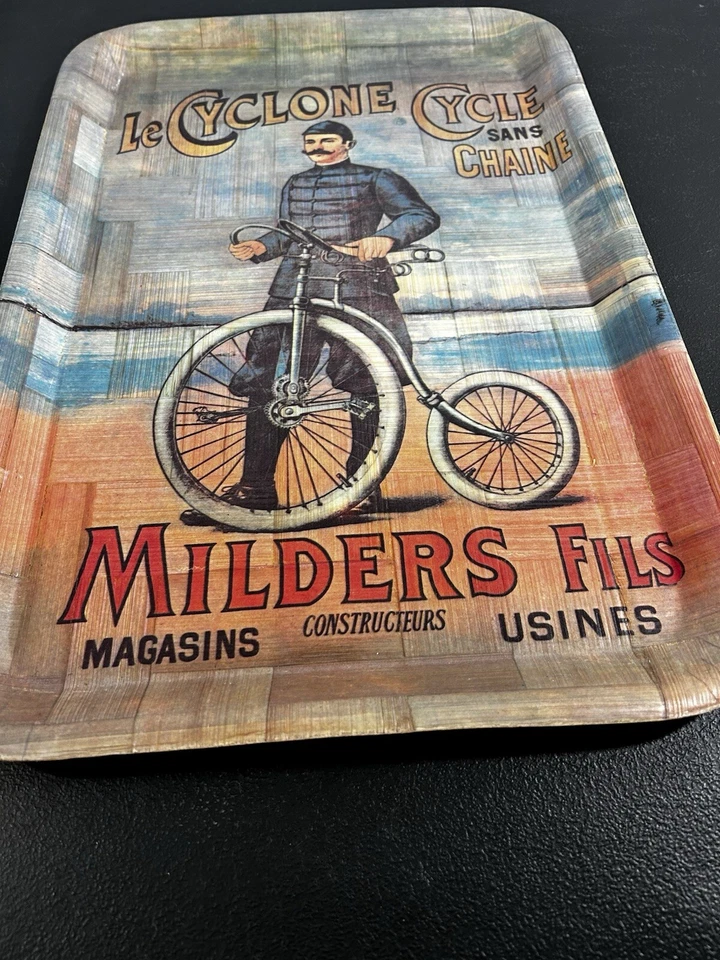 Le CYCLONE CYCLE
SANS
CHAINE
MILDERS FILS
MAGASINS CONSTRUCTEURS USINES